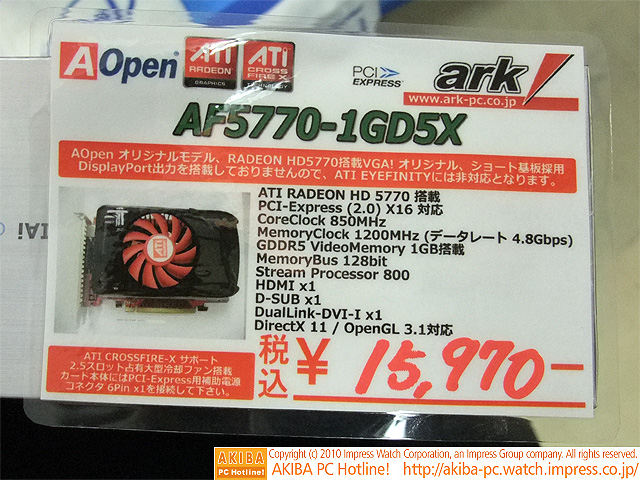 AOpen
ATI
RADEON
GRAPHICS
ATI
CROSS
FIRE X
TECHNOLOGY
PCI
EXPRESS
ark
www.ark-pc.co.jp
AF5770-1GD5X
AOpen オリジナルモデル、RADEON HD5770搭載VGA! オリジナル、ショート基板採用
DisplayPort出力を搭載しておりませんので、ATI EYEFINITYには非対応となります。
ATI RADEON HD 5770 搭載
PCI-Express (2.0) X16 対応
CoreClock 850MHz
MemoryClock 1200MHz (データレート 4.8Gbps)
GDDR5 VideoMemory 1GB搭載
MemoryBus 128bit
Stream Processor 800
HDMI x1
D-SUB x1
DualLink-DVI-I x1
DirectX 11 / OpenGL 3.1対応
ATI
ATI CROSSFIRE-X サポート
2.5スロット占有大型冷却ファン搭載
カート本体にはPCI-Express用補助電源
コネクタ 6Pin x1を接続して下さい。
税込 ¥ 15,970-
AKIBA
PC Hotline!
Copyright (c) 2010 Impress Watch Corporation, an Impress Group company. All rights reserved.
AKIBA PC Hotline! http://akiba-pc.watch.impress.co.jp/